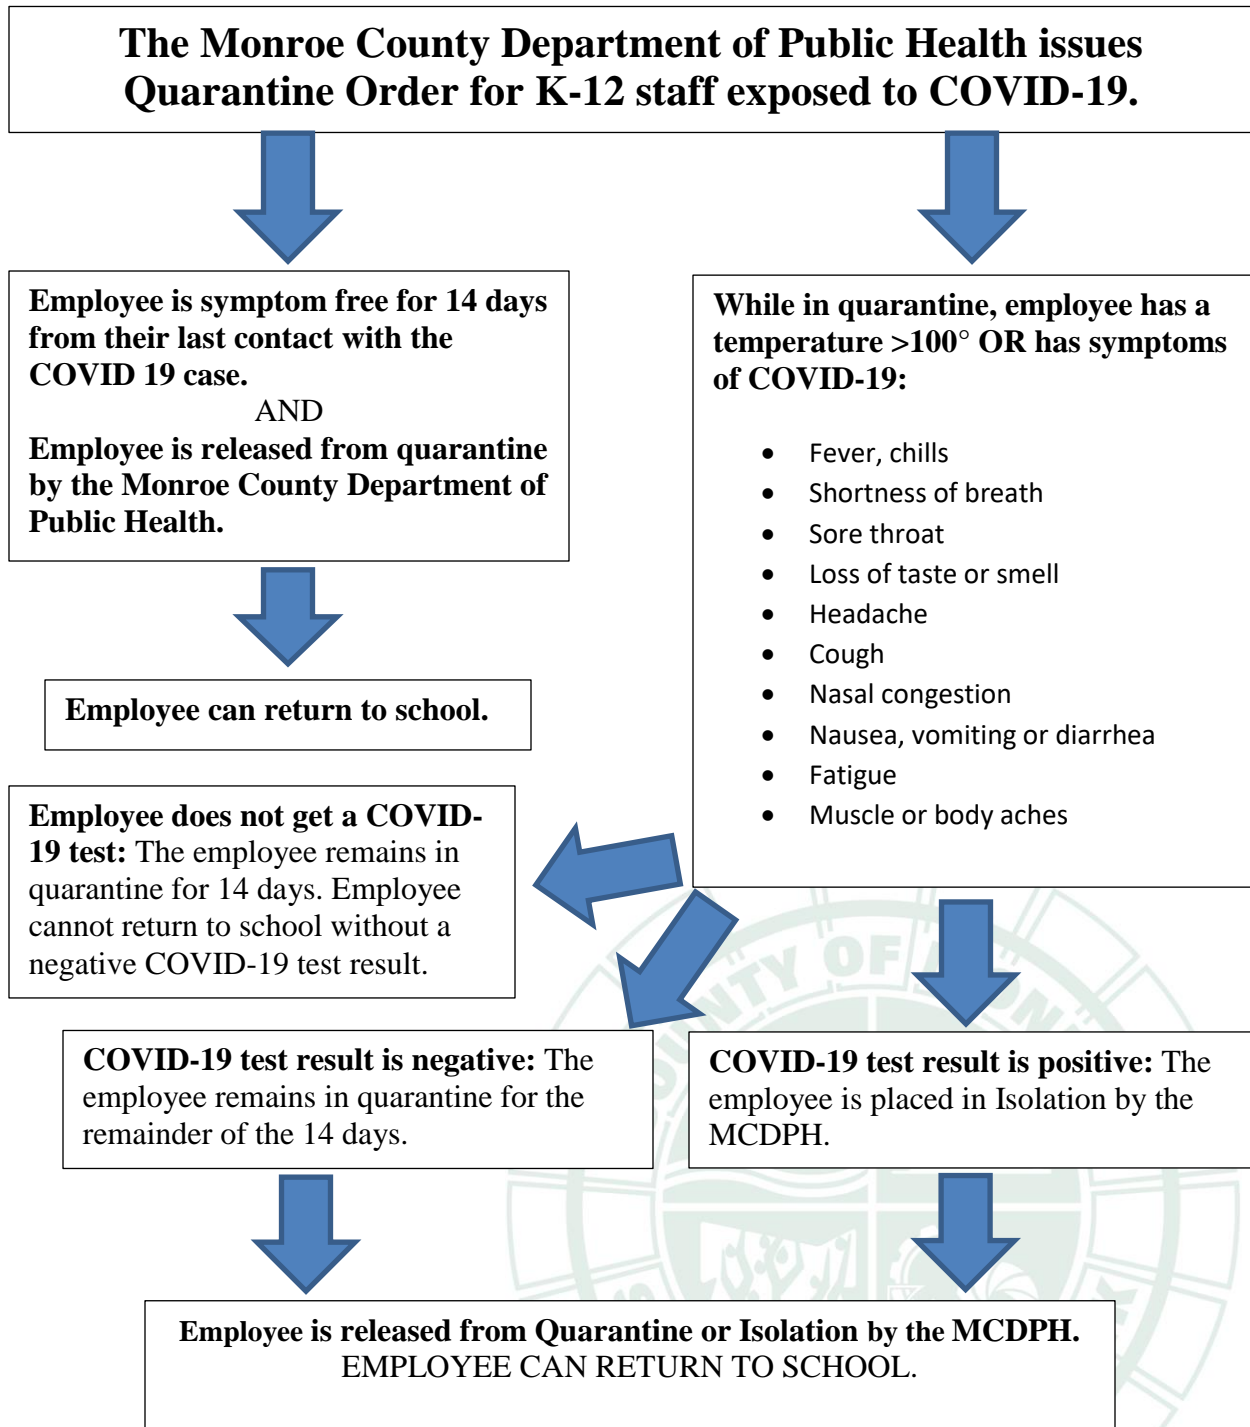 The Monroe County Department of Public Health issues
Quarantine Order for K-12 staff exposed to COVID-19.
Employee is symptom free for 14 days
from their last contact with the
COVID 19 case.
AND
Employee is released from quarantine
by the Monroe County Department of
Public Health.
Employee can return to school.
While in quarantine, employee has a
temperature >100° OR has symptoms
of COVID-19:
• Fever, chills
• Shortness of breath
• Sore throat
• Loss of taste or smell
• Headache
• Cough
• Nasal congestion
• Nausea, vomiting or diarrhea
• Fatigue
• Muscle or body aches
Employee does not get a COVID-
19 test: The employee remains in
quarantine for 14 days. Employee
cannot return to school without a
negative COVID-19 test result.
COVID-19 test result is negative: The
employee remains in quarantine for the
remainder of the 14 days.
COVID-19 test result is positive: The
employee is placed in Isolation by the
MCDPH.
Employee is released from Quarantine or Isolation by the MCDPH.
EMPLOYEE CAN RETURN TO SCHOOL.
OF